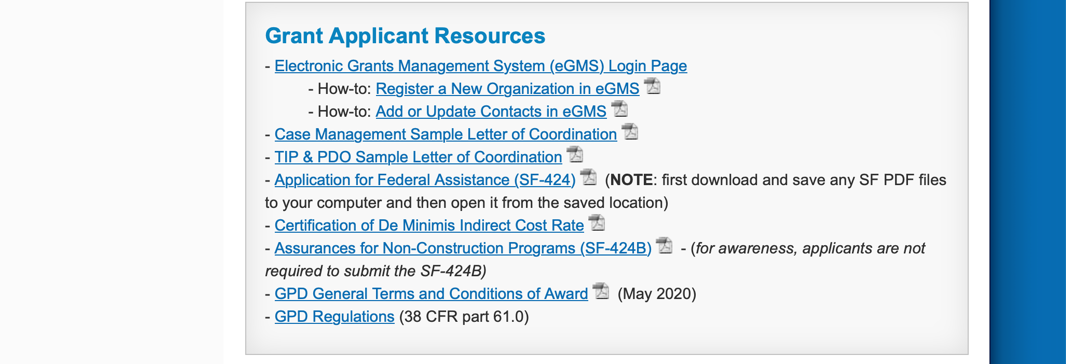 Grant Applicant Resources
- Electronic Grants Management System (eGMS) Login Page
- How-to: Register a New Organization in eGMS
- How-to: Add or Update Contacts in eGMS
- Case Management Sample Letter of Coordination
- TIP & PDO Sample Letter of Coordination
- Application for Federal Assistance (SF-424) (NOTE: first download and save any SF PDF files
to your computer and then open it from the saved location)
- Certification of De Minimis Indirect Cost Rate
- Assurances for Non-Construction Programs (SF-424B) - (for awareness, applicants are not
required to submit the SF-424B)
- GPD General Terms and Conditions of Award (May 2020)
- GPD Regulations (38 CFR part 61.0)